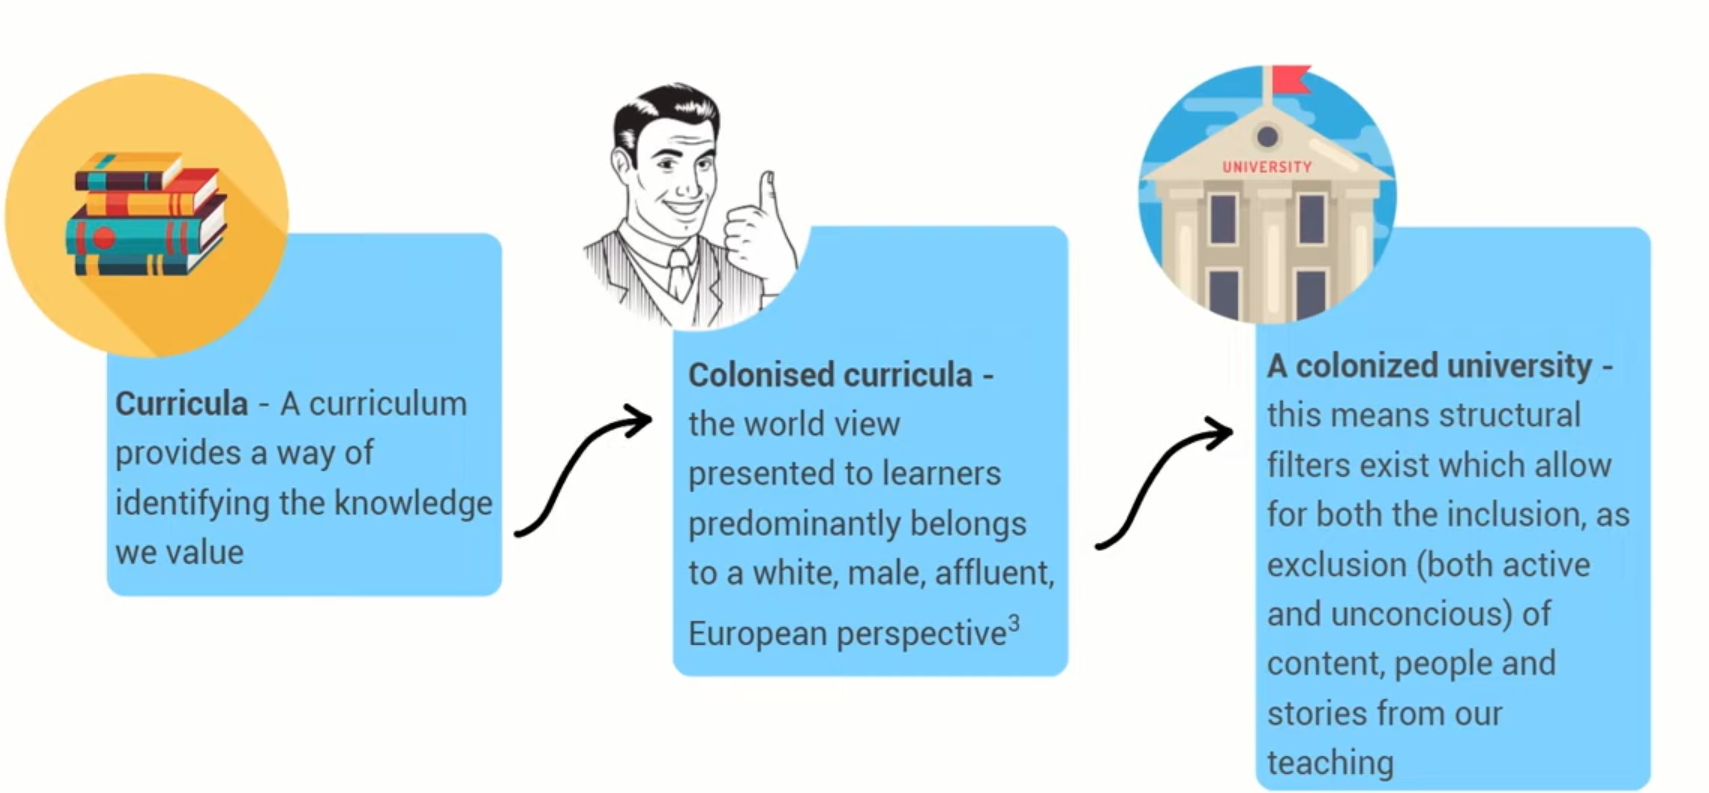 Curricula - A curriculum
provides a way of
identifying the knowledge
we value
Colonised curricula -
the world view
presented to learners
predominantly belongs
to a white, male, affluent,
European perspective³
UNIVERSITY
A colonized university -
this means structural
filters exist which allow
for both the inclusion, as
exclusion (both active
and unconcious) of
content, people and
stories from our
teaching